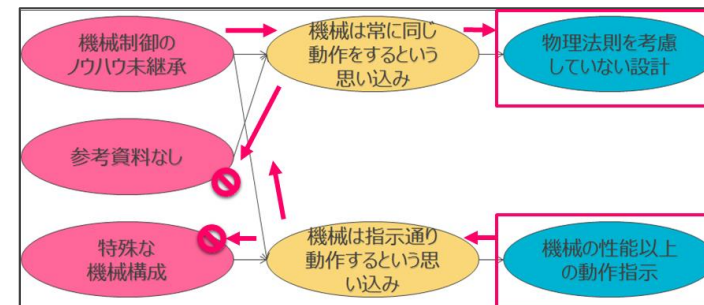 機械制御の
ノウハウ未継承
機械は常に同じ
動作をするという
思い込み
物理法則を考慮
していない設計
参考資料なし
特殊な
機械構成
機械は指示通り
動作するという思
い込み
機械の性能以上
の動作指示